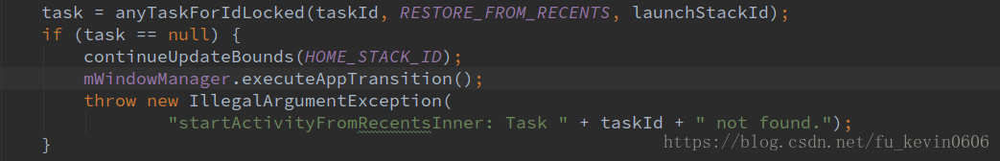 task = anyTaskForIdLocked(taskId, RESTORE_FROM_RECENTS, launchStackId);
if (task == null) {
continueUpdateBounds(HOME_STACK_ID);
mWindowManager.executeAppTransition();
throw new IllegalArgumentException(
"startActivityFromRecentsInner: Task " + taskId + " not found.");
}
https://blog.csdn.net/fu_kevin0606